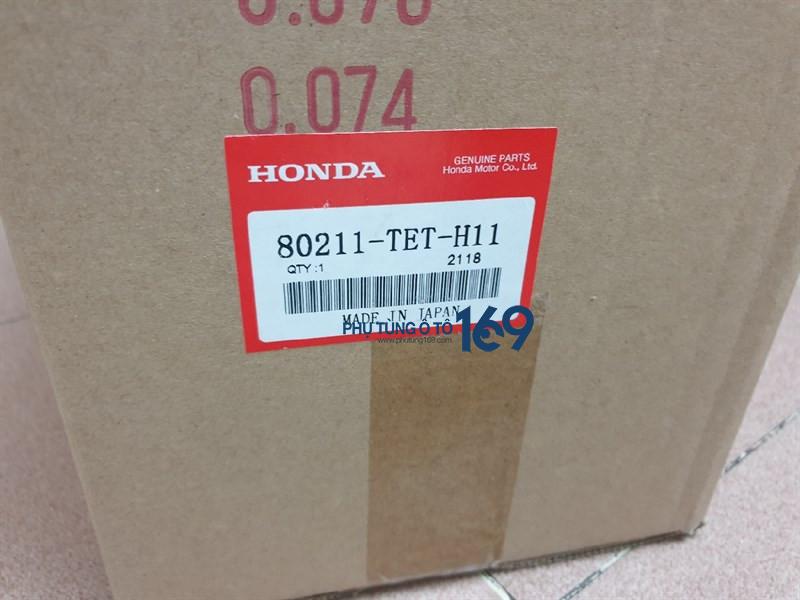 0.074
HONDA
GENUINE PARTS
Honda Motor Co., Ltd.
80211-TET-H11
QTY :1
2118
MADE IN JAPAN
PHỤ TÙNG Ô TÔ 169
www.phutung169.com